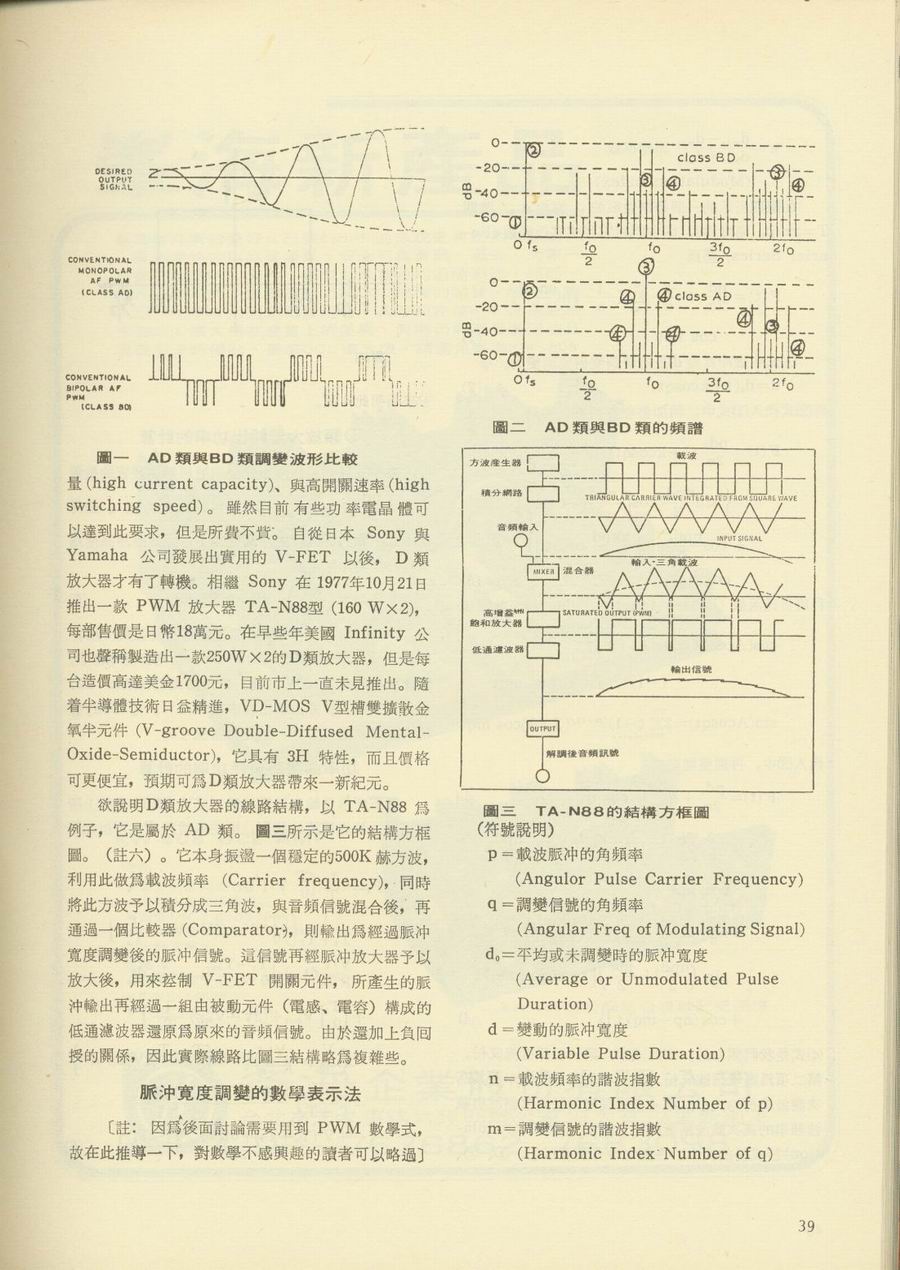 DESIRED
OUTPUT
SIGNAL
CONVENTIONAL
MONOPOLAR
AF PWM
(CLASS AD)
CONVENTIONAL
BIPOLAR AF
PWM
(CLASS BD)
圖一 AD類與BD類調變波形比較
量(high current capacity)、與高開關速率(high
switching speed)。雖然目前有些功率電晶體可
以達到此要求,但是所費不貲。自從日本 Sony 與
Yamaha 公司發展出實用的 V-FET 以後, D類
放大器才有了轉機。相繼 Sony 在1977年10月21日
推出一款 PWM 放大器 TA-N88型 (160 W×2),
每部售價是日幣18萬元。在早些年美國 Infinity 公
司也聲稱製造出一款250W×2的D類放大器,但是每
台造價高達美金1700元,目前市上一直未見推出。隨
着半導體技術日益精進,VD-MOS V型槽雙擴散金
氧半元件 (V-groove Double-Diffused Mental-
Oxide-Semiductor),它具有 3H 特性,而且價格
可更便宜,預期可爲D類放大器帶來一新紀元。
欲說明D類放大器的線路結構,以 TA-N88 爲
例子,它是屬於 AD 類。圖三所示是它的結構方框
圖。(註六)。它本身振盪一個穩定的500K赫方波,
利用此做爲載波頻率 (Carrier frequency),同時
將此方波予以積分成三角波,與音頻信號混合後,再
通過一個比較器 (Comparator),則輸出爲經過脈冲
寬度調變後的脈冲信號。這信號再經脈冲放大器予以
放大後,用來控制 V-FET 開關元件,所產生的脈
沖輸出再經過一組由被動元件(電感、電容)構成的
低通濾波器還原爲原來的音頻信號。由於還加上負回
授的關係,因此實際線路比圖三結構略爲複雜些。
脈沖寬度調變的數學表示法
〔註:因爲後面討論需要用到 PWM 數學式,
故在此推導一下,對數學不感興趣的讀者可以略過〕
0
-20
dB
-40
-60
①
②
③
④
class BD
③
④
0 fs
f0/2
f0
3f0/2
2f0
0
-20
dB
-40
-60
①
②
③
④
④
class AD
④
④
④
③
④
0 fs
f0/2
f0
3f0/2
2f0
圖二 AD類與BD類的頻譜
方波產生器
載波
積分網路
TRIANGULAR CARRIER WAVE INTEGRATED FROM SQUARE WAVE
音頻輸入
INPUT SIGNAL
MIXER
混合器
輸入・三角載波
高增益
飽和放大器
SATURATED OUTPUT (PWM)
低通濾波器
輸出信號
OUTPUT
解調後音頻訊號
圖三 TA-N88的結構方框圖
(符號說明)
p=載波脈冲的角頻率
(Angulor Pulse Carrier Frequency)
q=調變信號的角頻率
(Angular Freq of Modulating Signal)
d₀=平均或未調變時的脈冲寬度
(Average or Unmodulated Pulse
Duration)
d=變動的脈冲寬度
(Variable Pulse Duration)
n=載波頻率的諧波指數
(Harmonic Index Number of p)
m=調變信號的諧波指數
(Harmonic Index Number of q)
39